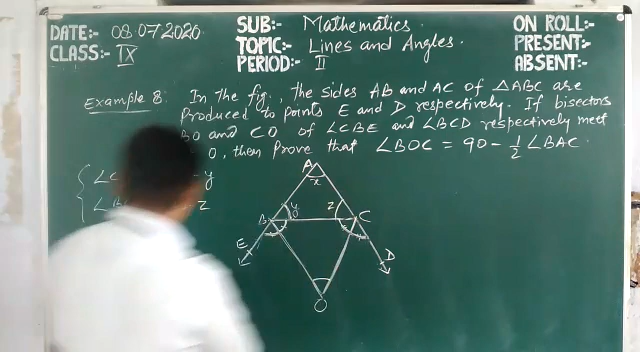 DATE:- 08.07.2020
CLASS:- IX
SUB:- Mathematics.
TOPIC:- Lines and Angles.
PERIOD:- II
ON ROLL:-
PRESENT:-
ABSENT:-
Example 8: In the fig., the sides AB and AC of △ABC are
Produced to points E and D respectively. If bisectors
BO and CO of ∠CBE and ∠BCD respectively meet
O, then Prove that ∠BOC = 90 - 1/2 ∠BAC.
y
z
A
x
B
y
z
C
E
D
O